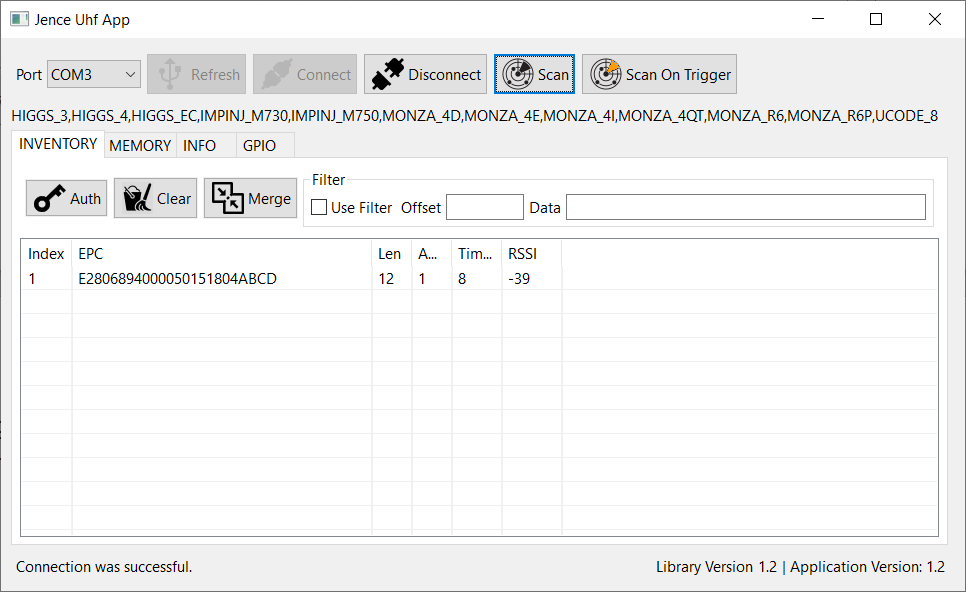 Jence Uhf App
Port COM3 Refresh Connect Disconnect Scan Scan On Trigger
HIGGS_3,HIGGS_4,HIGGS_EC,IMPINJ_M730,IMPINJ_M750,MONZA_4D,MONZA_4E,MONZA_4I,MONZA_4QT,MONZA_R6,MONZA_R6P,UCODE_8
INVENTORY MEMORY INFO GPIO
Filter
Auth Clear Merge Use Filter Offset Data
Index EPC Len A... Tim... RSSI
1 E2806894000050151804ABCD 12 1 8 -39
Connection was successful. Library Version 1.2 | Application Version: 1.2